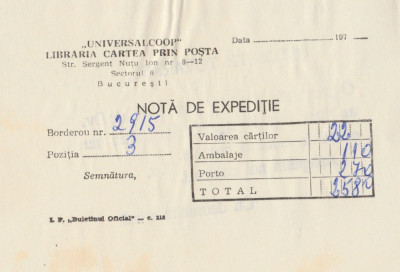 „UNIVERSALCOOP"
LIBRARIA CARTEA PRIN POȘTA
Str. Sergent Nuțu Ion nr 8—12
Sectorul 6
București
Data .................. 197......
NOTĂ DE EXPEDIȚIE
Borderou nr. 2915
Poziția 3
Semnătura,
Valoarea cărților 22
Ambalaje 1 10
Porto 2 70
TOTAL 25 80
I. P. „Buletinul Oficial" — c. 218